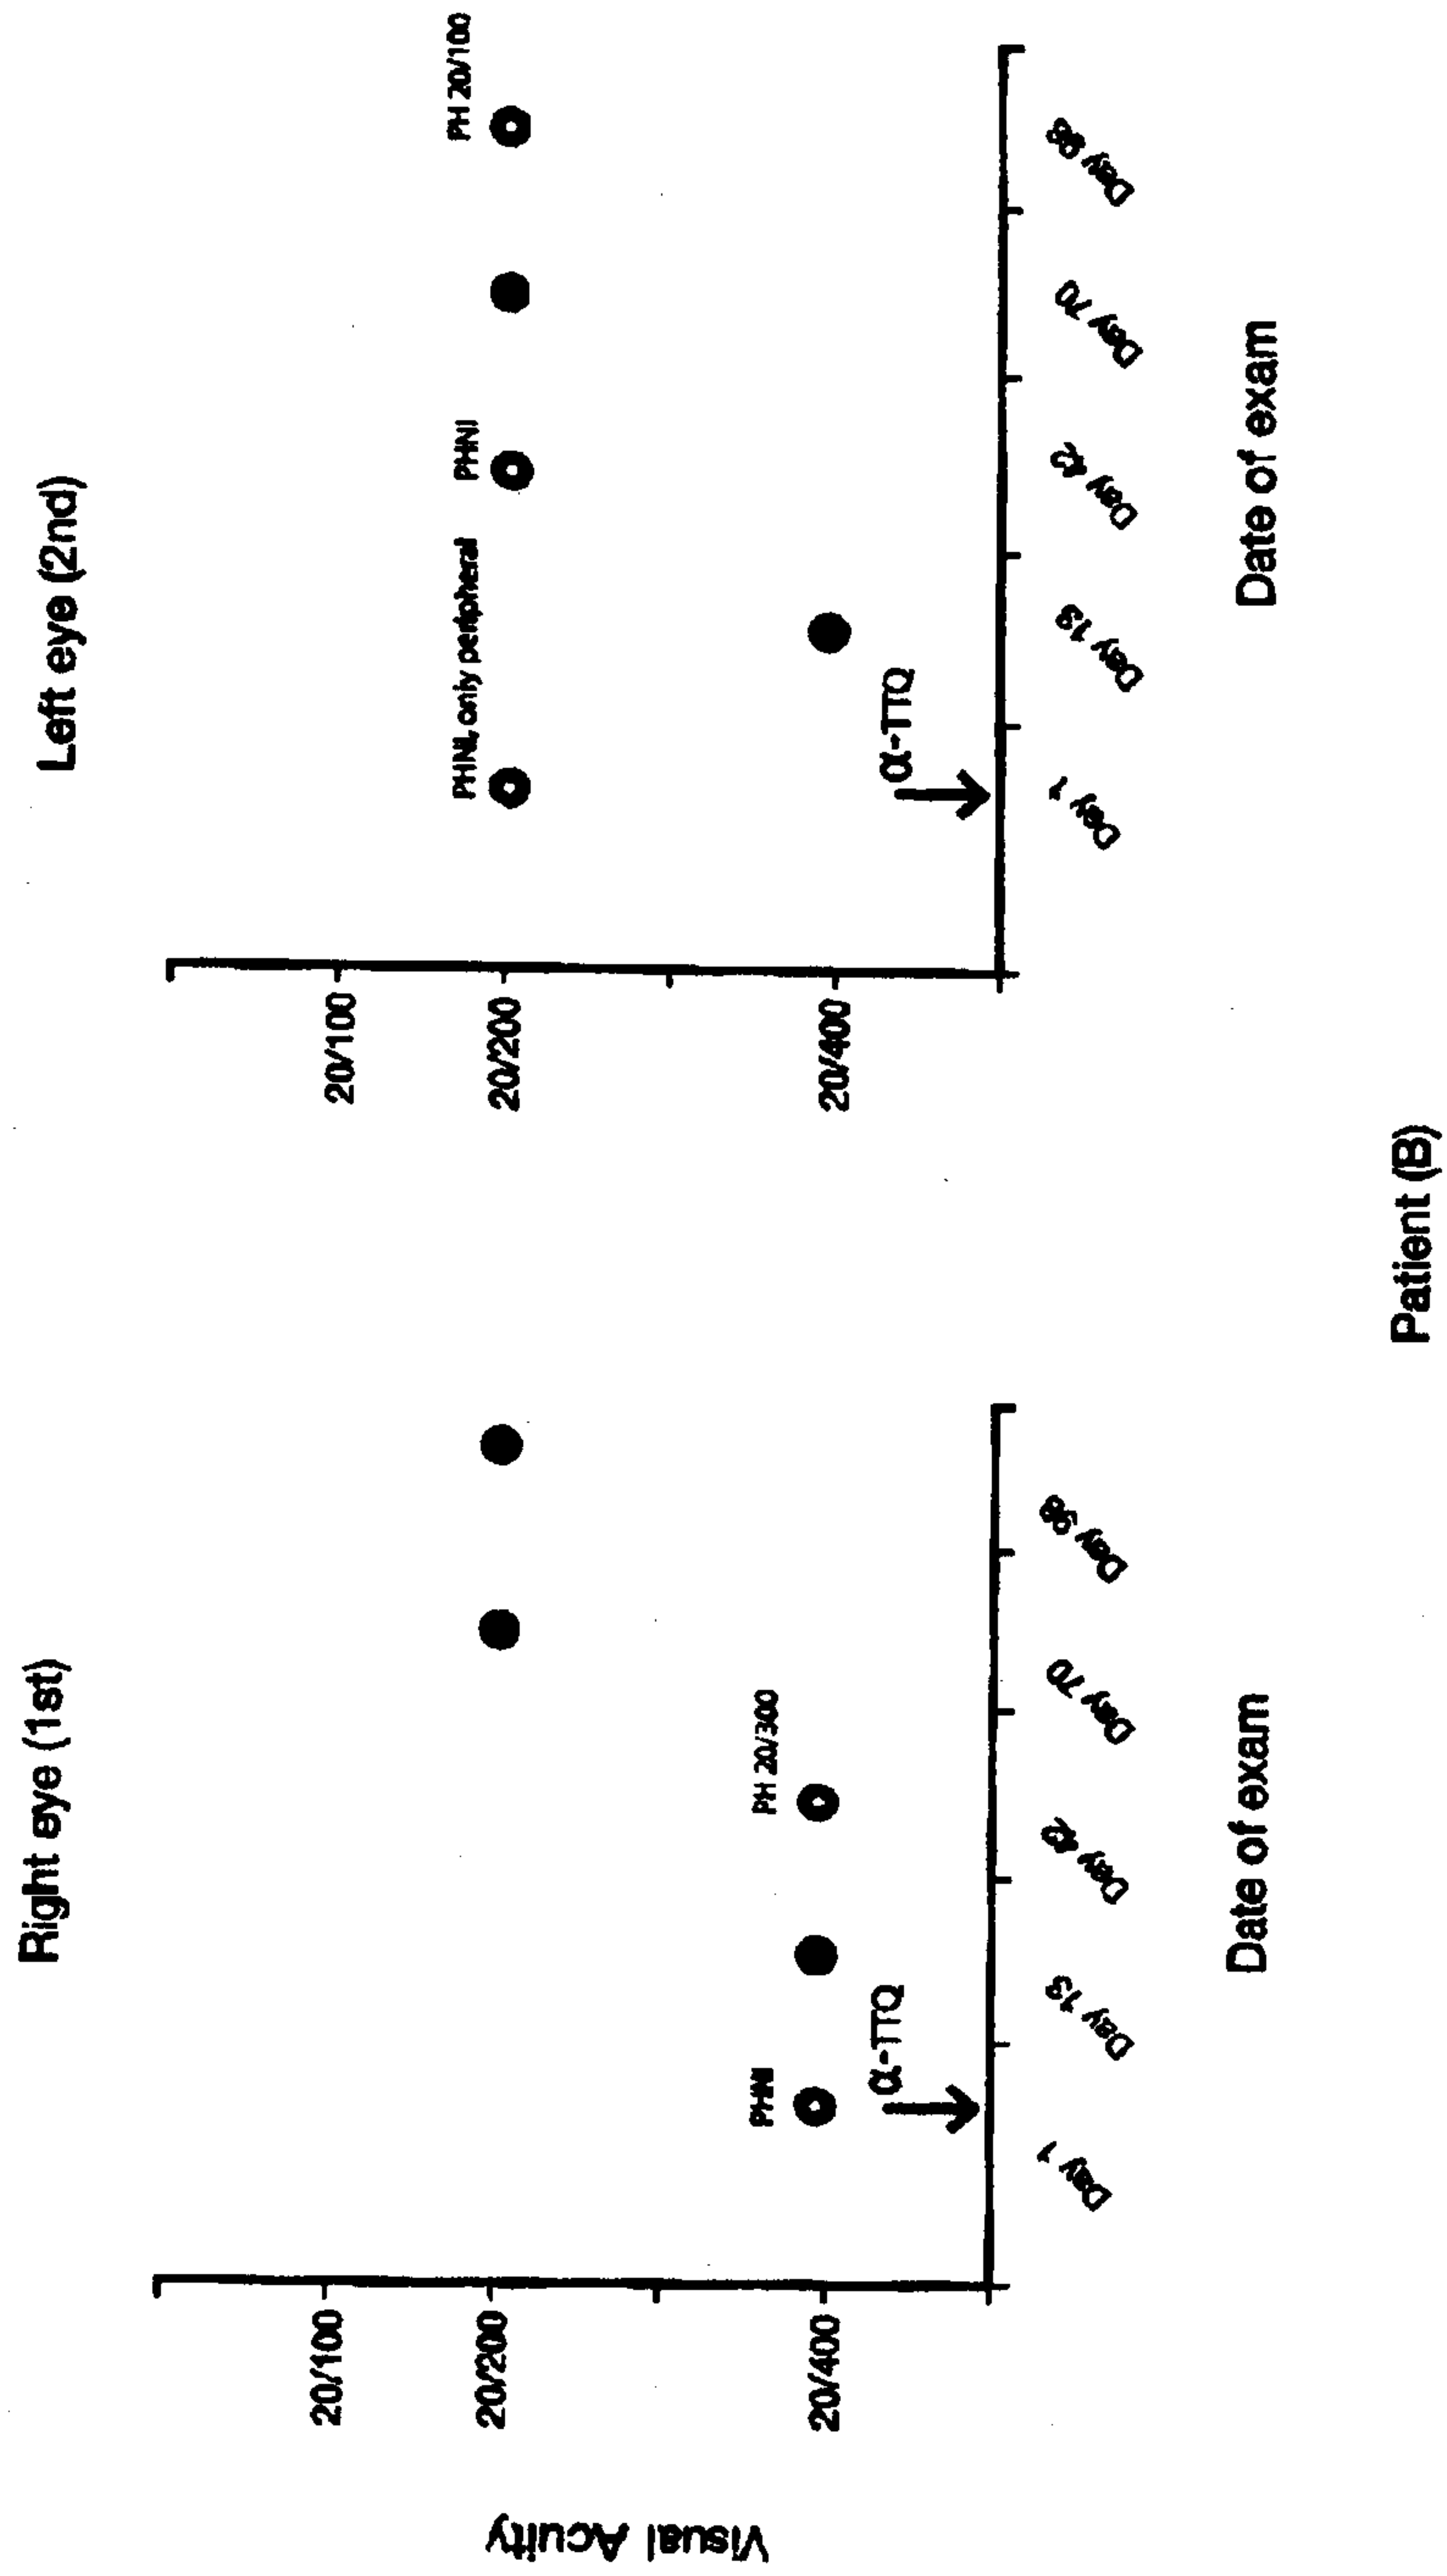 Right eye (1st)
Visual Acuity
20/100
20/200
20/400
PHNI
PH 20/300
α-TTQ
Day 1
Day 13
Day 42
Day 70
Day 98
Date of exam
Left eye (2nd)
20/100
20/200
20/400
PHNI, only peripheral
PHNI
PH 20/100
α-TTQ
Day 1
Day 13
Day 42
Day 70
Day 98
Date of exam
Patient (B)